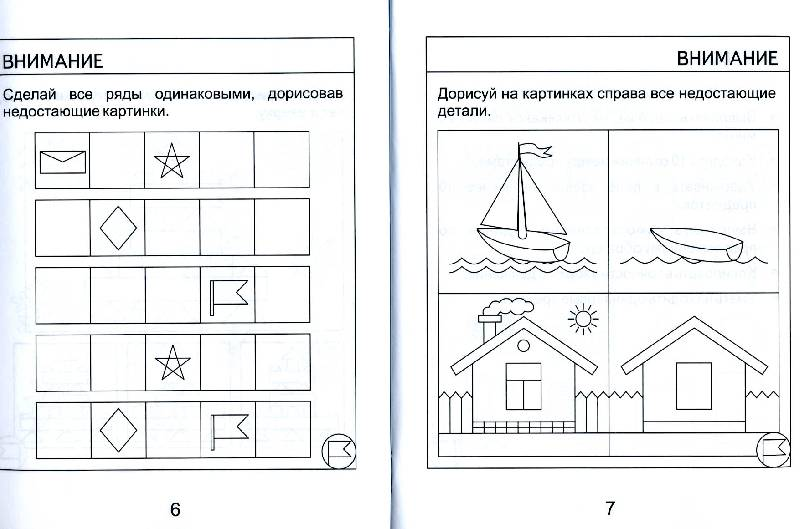 ВНИМАНИЕ
Сделай все ряды одинаковыми, дорисовав
недостающие картинки.
6
ВНИМАНИЕ
Дорисуй на картинках справа все недостающие
детали.
7